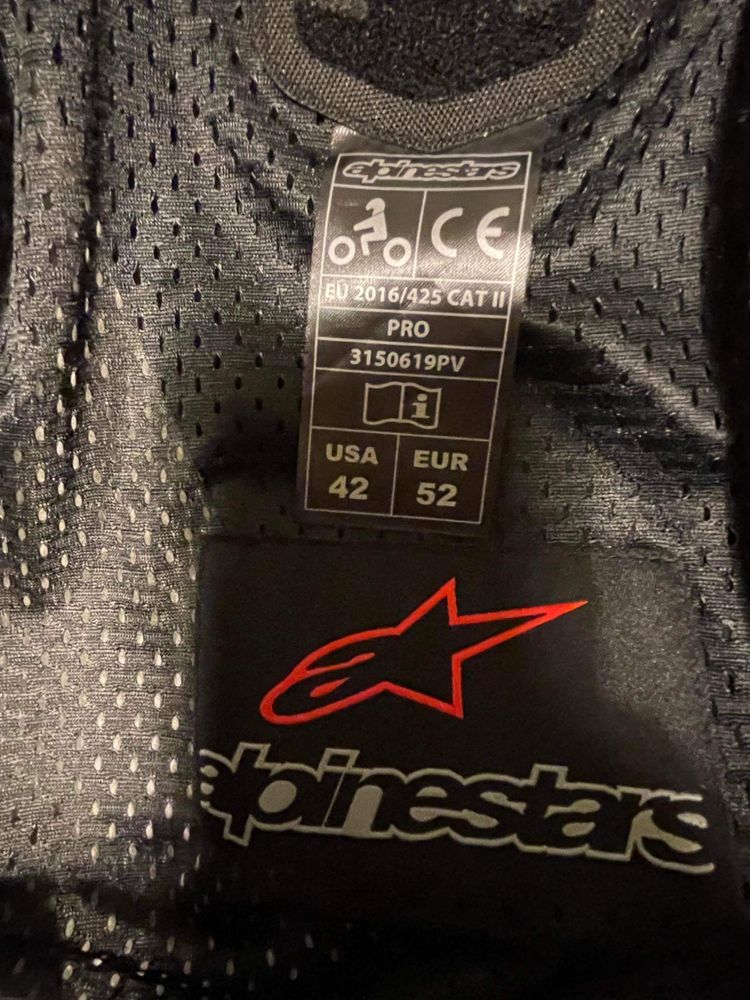 alpinestars
CE
EU 2016/425 CAT II
PRO
3150619PV
i
USA EUR
42 52
alpinestars